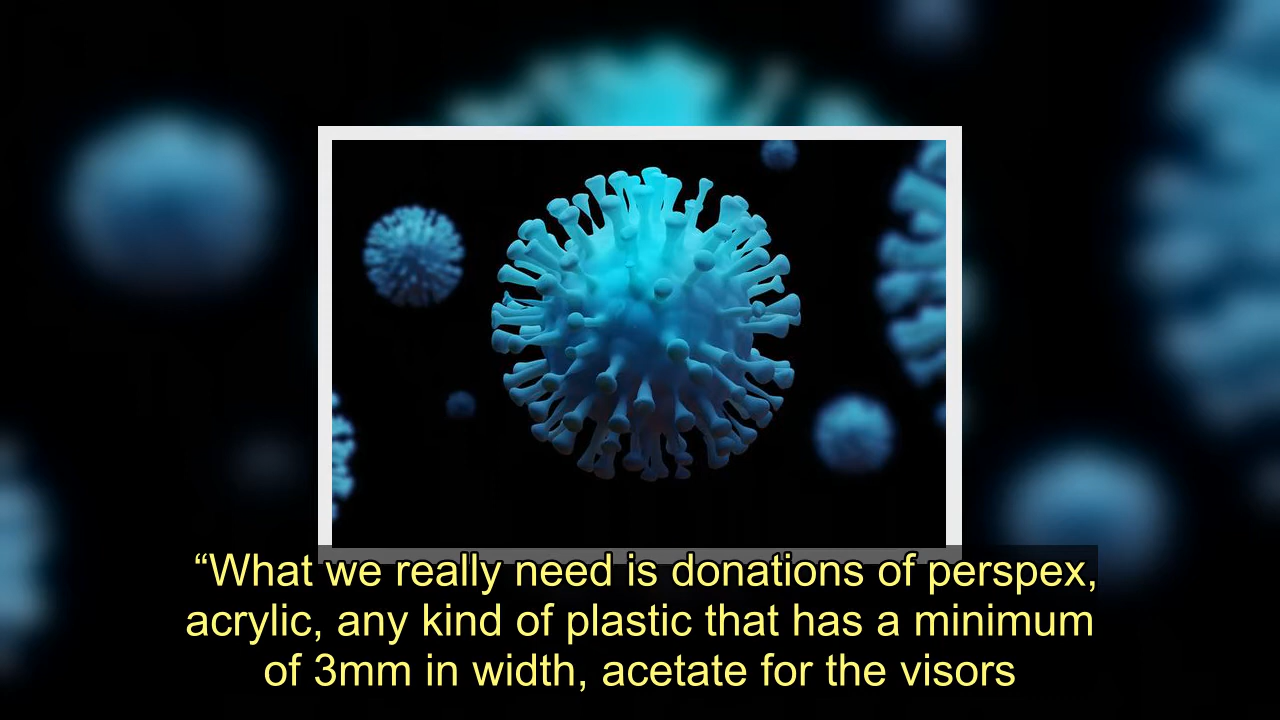 “What we really need is donations of perspex,
acrylic, any kind of plastic that has a minimum
of 3mm in width, acetate for the visors